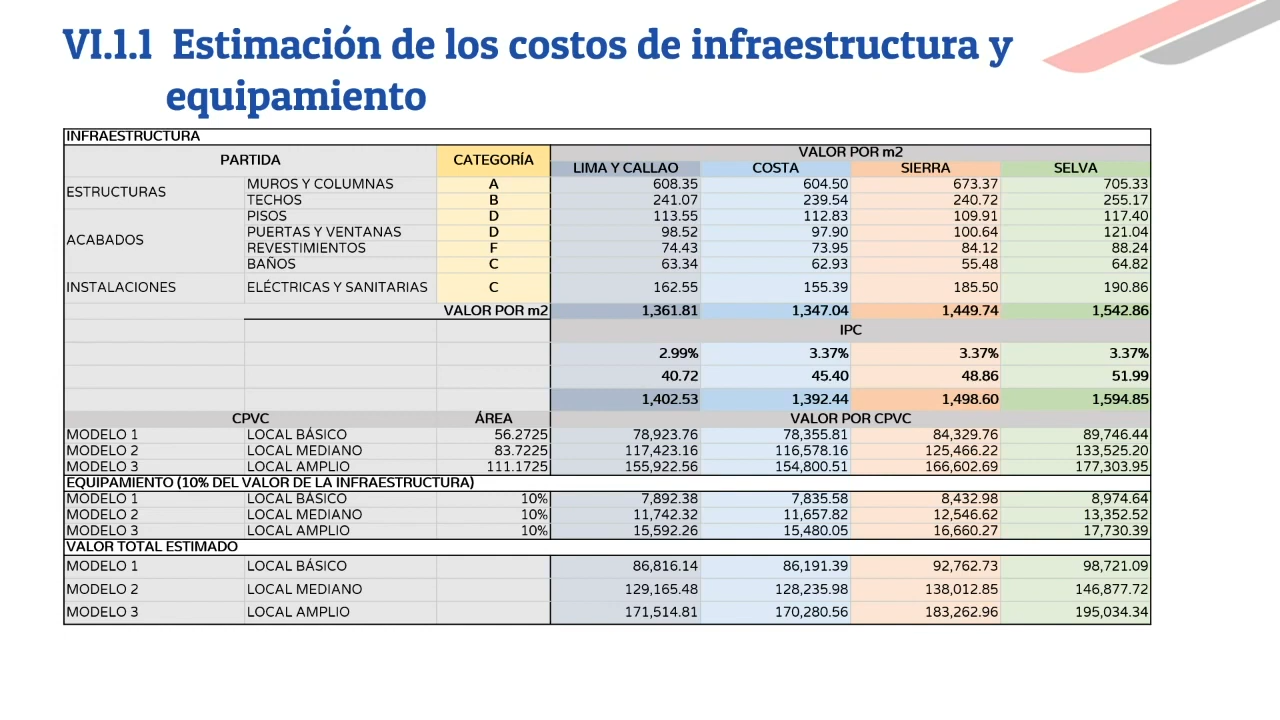 VI.1.1 Estimación de los costos de infraestructura y
equipamiento
INFRAESTRUCTURA
PARTIDA CATEGORÍA VALOR POR m2
LIMA Y CALLAO COSTA SIERRA SELVA
ESTRUCTURAS MUROS Y COLUMNAS A 608.35 604.50 673.37 705.33
TECHOS B 241.07 239.54 240.72 255.17
ACABADOS PISOS D 113.55 112.83 109.91 117.40
PUERTAS Y VENTANAS D 98.52 97.90 100.64 121.04
REVESTIMIENTOS F 74.43 73.95 84.12 88.24
BAÑOS C 63.34 62.93 55.48 64.82
INSTALACIONES ELÉCTRICAS Y SANITARIAS C 162.55 155.39 185.50 190.86
VALOR POR m2 1,361.81 1,347.04 1,449.74 1,542.86
IPC
2.99% 3.37% 3.37% 3.37%
40.72 45.40 48.86 51.99
1,402.53 1,392.44 1,498.60 1,594.85
CPVC ÁREA VALOR POR CPVC
MODELO 1 LOCAL BÁSICO 56.2725 78,923.76 78,355.81 84,329.76 89,746.44
MODELO 2 LOCAL MEDIANO 83.7225 117,423.16 116,578.16 125,466.22 133,525.20
MODELO 3 LOCAL AMPLIO 111.1725 155,922.56 154,800.51 166,602.69 177,303.95
EQUIPAMIENTO (10% DEL VALOR DE LA INFRAESTRUCTURA)
MODELO 1 LOCAL BÁSICO 10% 7,892.38 7,835.58 8,432.98 8,974.64
MODELO 2 LOCAL MEDIANO 10% 11,742.32 11,657.82 12,546.62 13,352.52
MODELO 3 LOCAL AMPLIO 10% 15,592.26 15,480.05 16,660.27 17,730.39
VALOR TOTAL ESTIMADO
MODELO 1 LOCAL BÁSICO 86,816.14 86,191.39 92,762.73 98,721.09
MODELO 2 LOCAL MEDIANO 129,165.48 128,235.98 138,012.85 146,877.72
MODELO 3 LOCAL AMPLIO 171,514.81 170,280.56 183,262.96 195,034.34